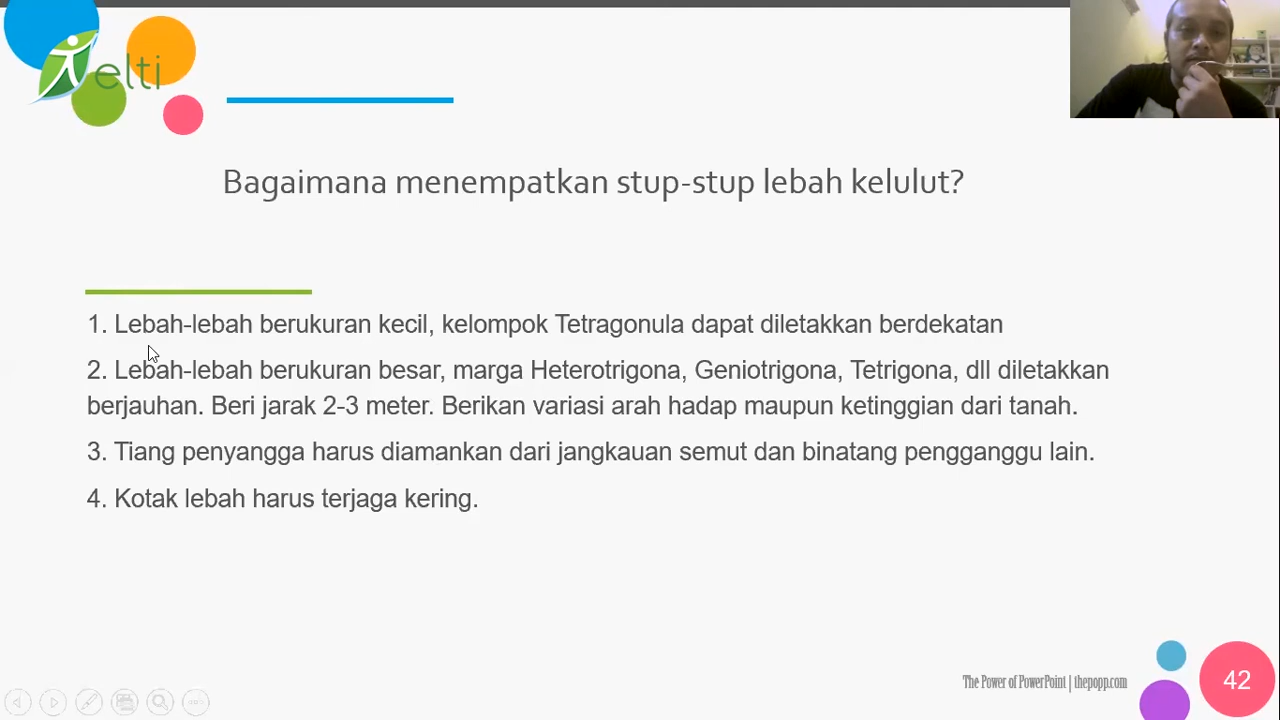 elti
Bagaimana menempatkan stup-stup lebah kelulut?
1. Lebah-lebah berukuran kecil, kelompok Tetragonula dapat diletakkan berdekatan
2. Lebah-lebah berukuran besar, marga Heterotrigona, Geniotrigona, Tetrigona, dll diletakkan
berjauhan. Beri jarak 2-3 meter. Berikan variasi arah hadap maupun ketinggian dari tanah.
3. Tiang penyangga harus diamankan dari jangkauan semut dan binatang pengganggu lain.
4. Kotak lebah harus terjaga kering.
The Power of PowerPoint | thepopp.com
42